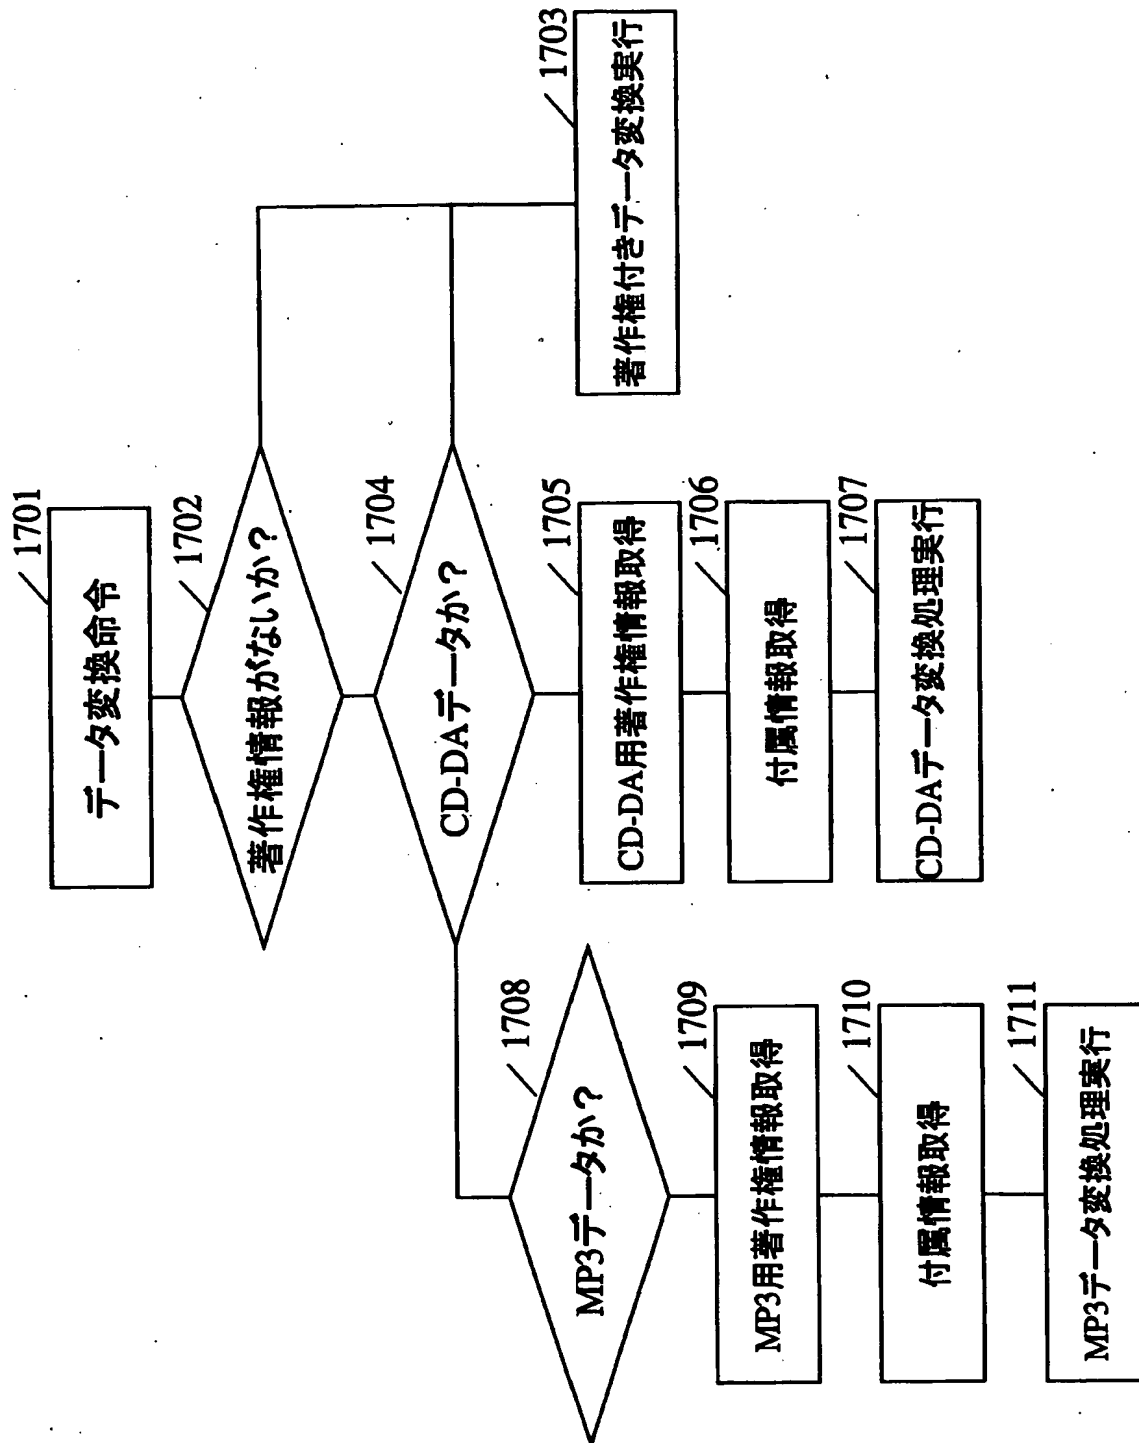 1701
データ変換命令
1702
著作権情報がないか?
1703
著作権付きデータ変換実行
1704
CD-DAデータか?
1705
CD-DA用著作権情報取得
1706
付属情報取得
1707
CD-DAデータ変換処理実行
1708
MP3データか?
1709
MP3用著作権情報取得
1710
付属情報取得
1711
MP3データ変換処理実行